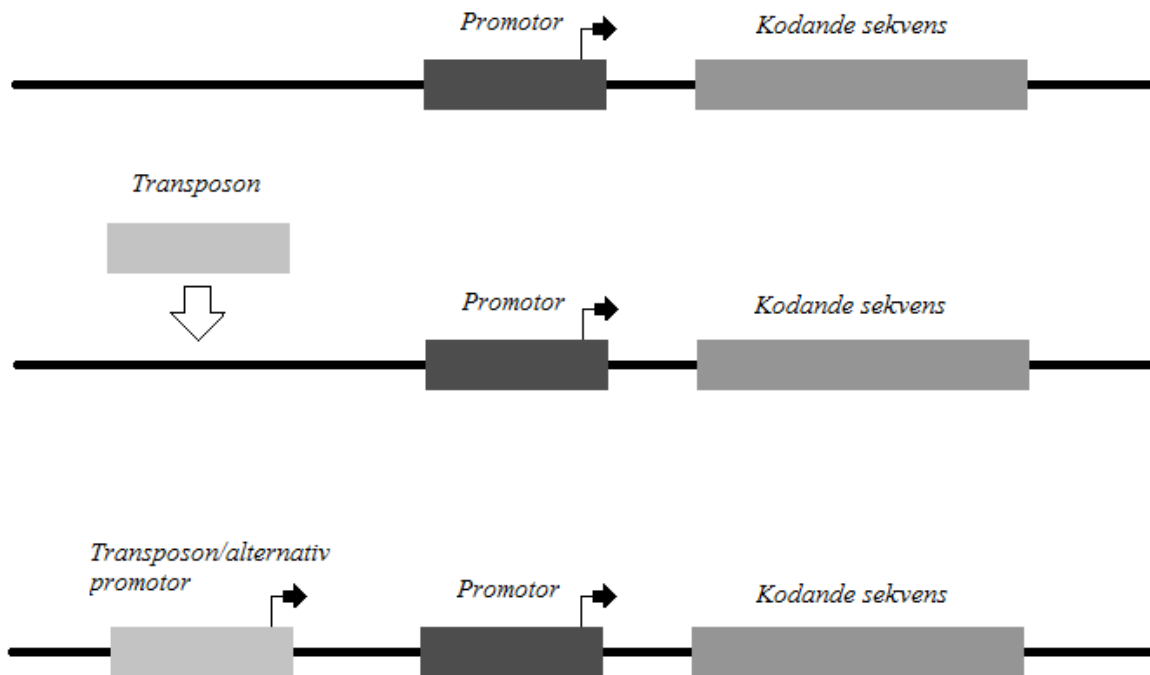 Promotor
Kodande sekvens
Transposon
Promotor
Kodande sekvens
Transposon/alternativ
promotor
Promotor
Kodande sekvens